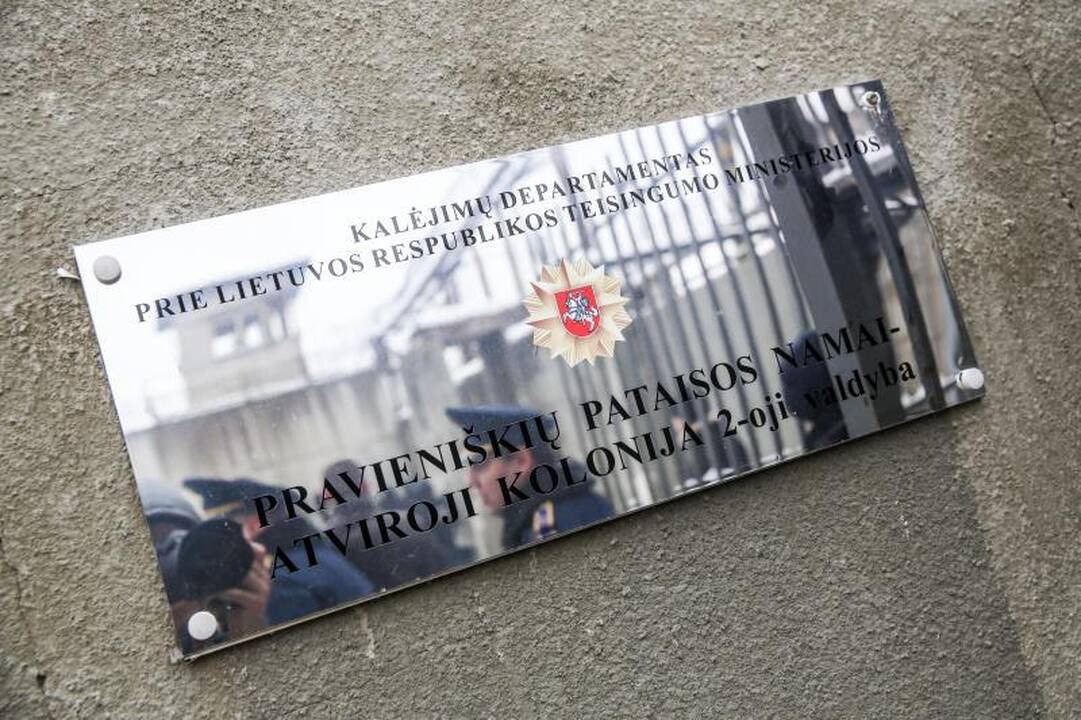 KALĖJIMŲ DEPARTAMENTAS
PRIE LIETUVOS RESPUBLIKOS TEISINGUMO MINISTERIJOS
PRAVIENIŠKIŲ PATAISOS NAMAI-
ATVIROJI KOLONIJA 2-oji valdyba